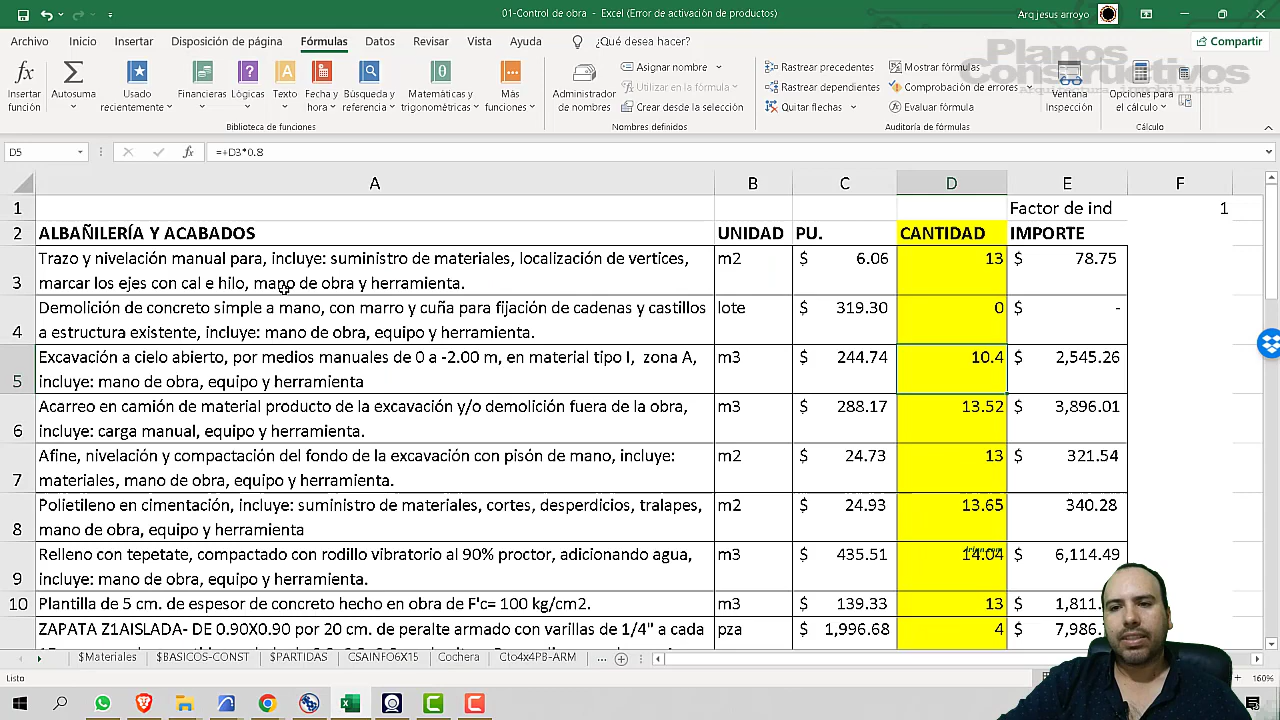 01-Control de obra - Excel (Error de activación de productos)
Arq jesus arroyo
Archivo Inicio Insertar Disposición de página Fórmulas Datos Revisar Vista Ayuda ¿Qué desea hacer? Compartir
Planos
Constructivos
Insertar función
Autosuma
Usado recientemente
Financieras
Lógicas
Texto
Fecha y hora
Búsqueda y referencia
Matemáticas y trigonométricas
Más funciones
Biblioteca de funciones
Administrador de nombres
Asignar nombre
Utilizar en la fórmula
Crear desde la selección
Nombres definidos
Rastrear precedentes
Rastrear dependientes
Quitar flechas
Mostrar fórmulas
Comprobación de errores
Evaluar fórmula
Auditoría de fórmulas
Ventana Inspección
Opciones para el cálculo
Cálculo
D5 fx =+D3*0.8
A B C D E F
1 Factor de ind 1
2 ALBAÑILERÍA Y ACABADOS UNIDAD PU. CANTIDAD IMPORTE
Trazo y nivelación manual para, incluye: suministro de materiales, localización de vertices, m2 $ 6.06 13 $ 78.75
3 marcar los ejes con cal e hilo, mano de obra y herramienta.
Demolición de concreto simple a mano, con marro y cuña para fijación de cadenas y castillos lote $ 319.30 0 $ -
4 a estructura existente, incluye: mano de obra, equipo y herramienta.
Excavación a cielo abierto, por medios manuales de 0 a -2.00 m, en material tipo I, zona A, m3 $ 244.74 10.4 $ 2,545.26
5 incluye: mano de obra, equipo y herramienta
Acarreo en camión de material producto de la excavación y/o demolición fuera de la obra, m3 $ 288.17 13.52 $ 3,896.01
6 incluye: carga manual, equipo y herramienta.
Afine, nivelación y compactación del fondo de la excavación con pisón de mano, incluye: m2 $ 24.73 13 $ 321.54
7 materiales, mano de obra, equipo y herramienta.
Polietileno en cimentación, incluye: suministro de materiales, cortes, desperdicios, tralapes, m2 $ 24.93 13.65 340.28
8 mano de obra, equipo y herramienta
Relleno con tepetate, compactado con rodillo vibratorio al 90% proctor, adicionando agua, m3 $ 435.51 14.04 $ 6,114.49
9 incluye: mano de obra, equipo y herramienta.
10 Plantilla de 5 cm. de espesor de concreto hecho en obra de F'c= 100 kg/cm2. m3 $ 139.33 13 $ 1,811.
ZAPATA Z1AISLADA- DE 0.90X0.90 por 20 cm. de peralte armado con varillas de 1/4" a cada pza $ 1,996.68 4 $ 7,986.
$Materiales $BASICOS-CONST $PARTIDAS CSAINFO6X15 Cochera Cto4x4PB-ARM ...
Listo 160%